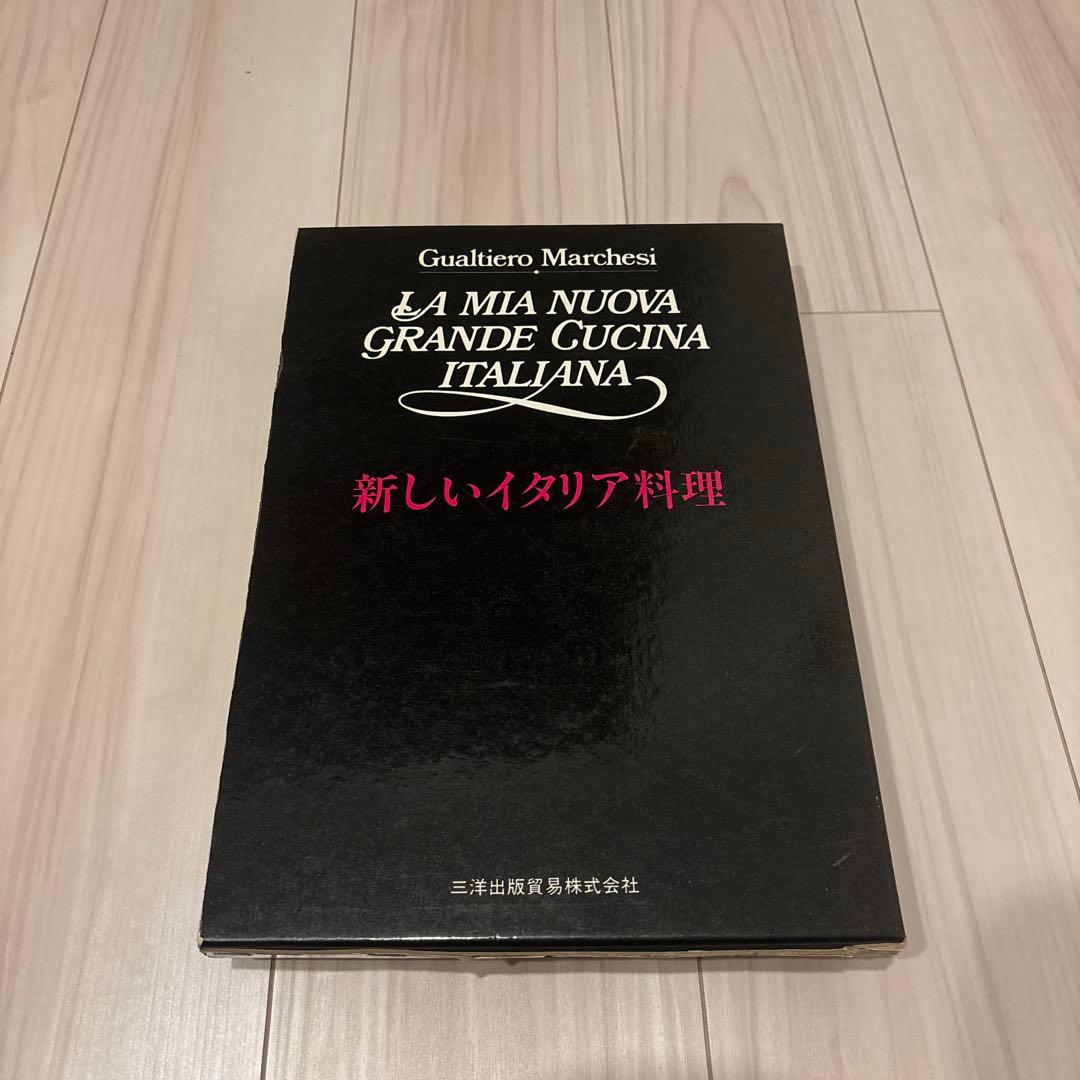 Gualtiero Marchesi
LA MIA NUOVA
GRANDE CUCINA
ITALIANA
新しいイタリア料理
三洋出版貿易株式会社